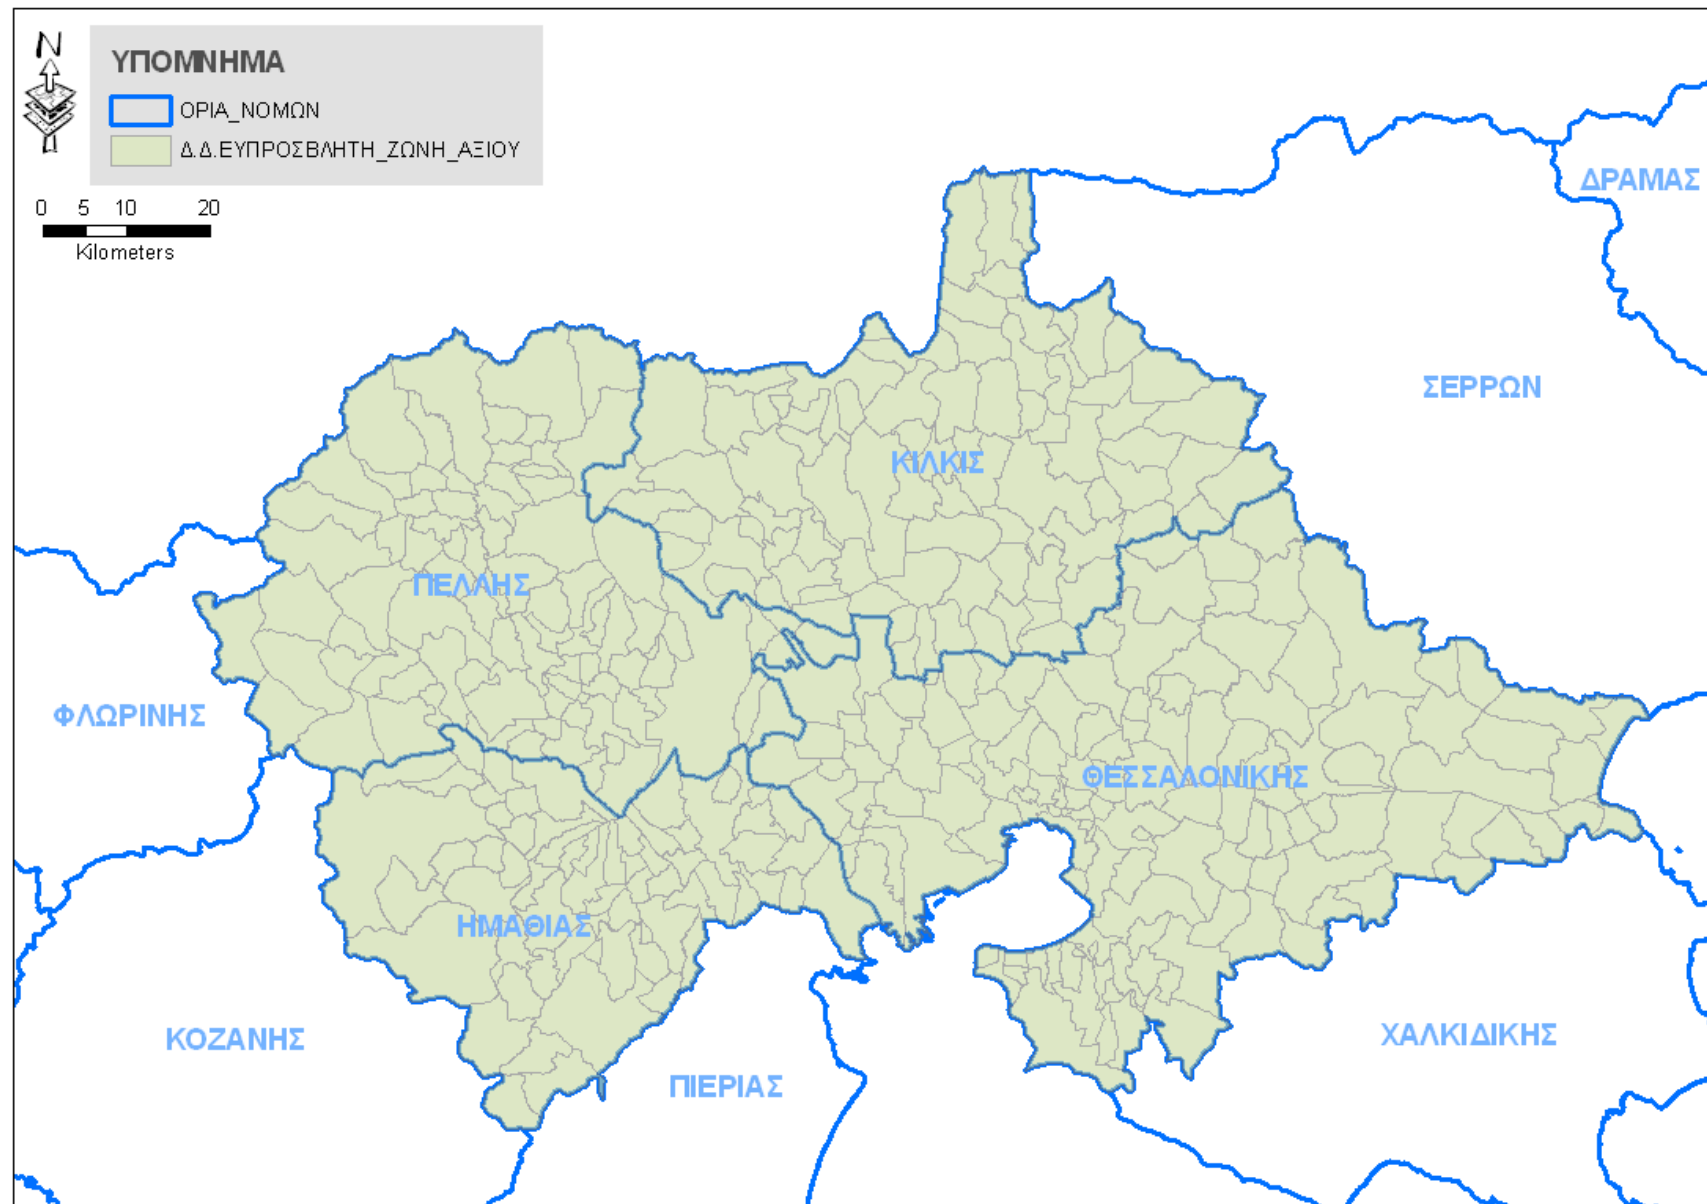 N
ΥΠΟΜΝΗΜΑ
ΟΡΙΑ_ΝΟΜΩΝ
Δ.Δ.ΕΥΠΡΟΣΒΛΗΤΗ_ΖΩΝΗ_ΑΞΙΟΥ
0 5 10 20
Kilometers
ΔΡΑΜΑΣ
ΣΕΡΡΩΝ
ΚΙΛΚΙΣ
ΠΕΛΛΗΣ
ΦΛΩΡΙΝΗΣ
ΘΕΣΣΑΛΟΝΙΚΗΣ
ΗΜΑΘΙΑΣ
ΚΟΖΑΝΗΣ
ΧΑΛΚΙΔΙΚΗΣ
ΠΙΕΡΙΑΣ